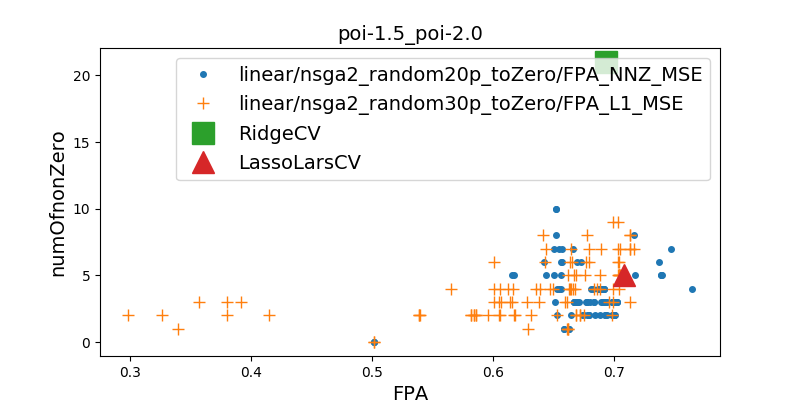 poi-1.5_poi-2.0
linear/nsga2_random20p_toZero/FPA_NNZ_MSE
linear/nsga2_random30p_toZero/FPA_L1_MSE
RidgeCV
LassoLarsCV
numOfnonZero
20
15
10
5
0
0.3 0.4 0.5 0.6 0.7
FPA